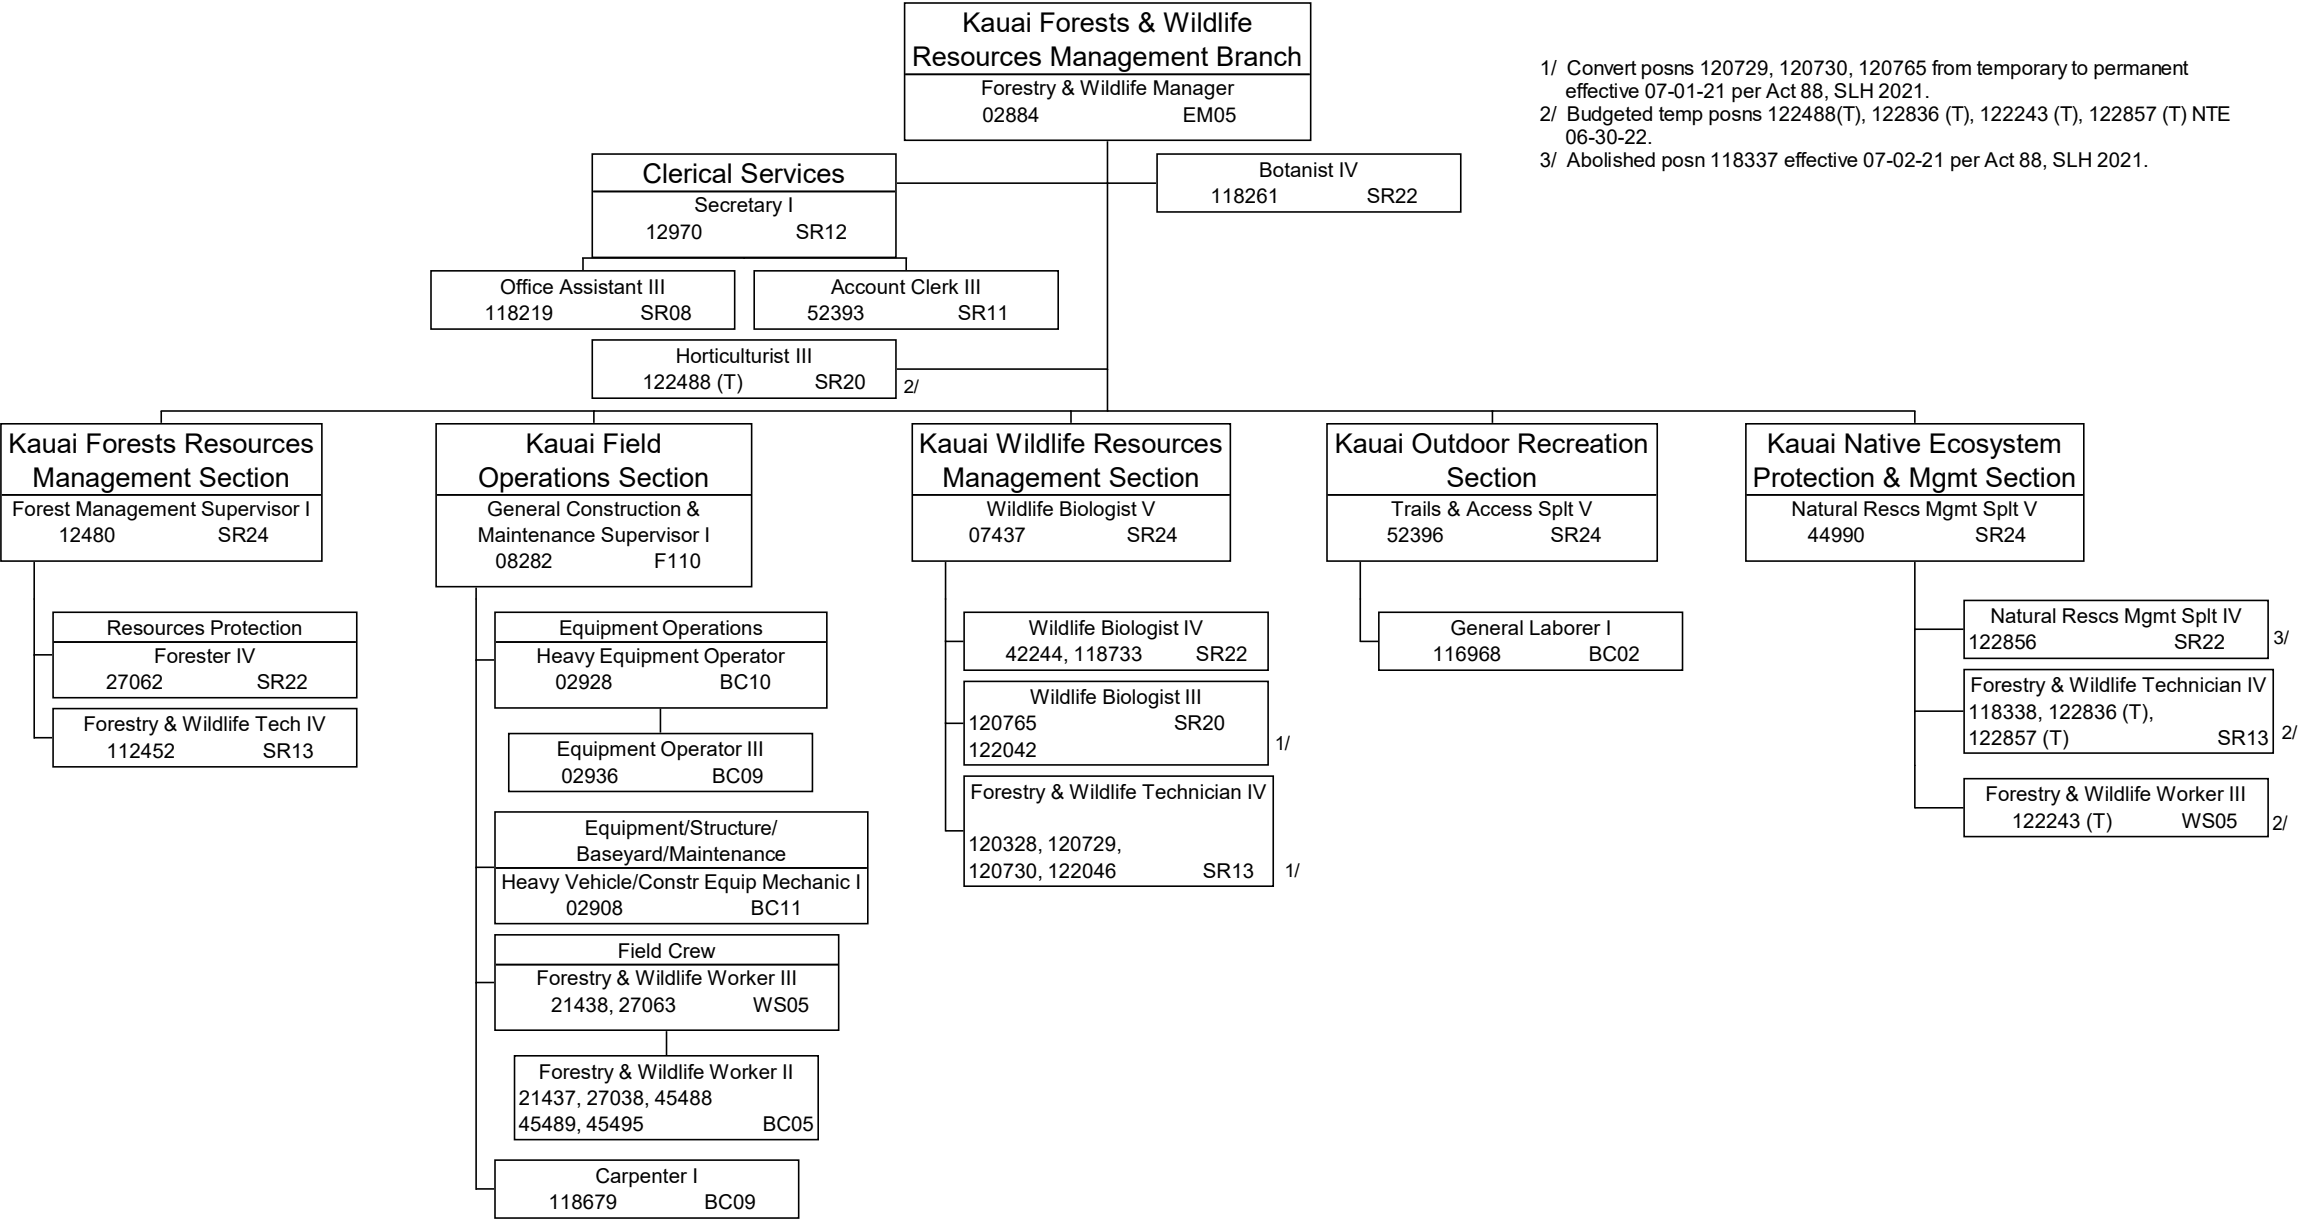 Kauai Forests & Wildlife
Resources Management Branch
Forestry & Wildlife Manager
02884 EM05
1/ Convert posns 120729, 120730, 120765 from temporary to permanent
effective 07-01-21 per Act 88, SLH 2021.
2/ Budgeted temp posns 122488(T), 122836 (T), 122243 (T), 122857 (T) NTE
06-30-22.
3/ Abolished posn 118337 effective 07-02-21 per Act 88, SLH 2021.
Clerical Services
Secretary I
12970 SR12
Botanist IV
118261 SR22
Office Assistant III
118219 SR08
Account Clerk III
52393 SR11
Horticulturist III
122488 (T) SR20
2/
Kauai Forests Resources
Management Section
Forest Management Supervisor I
12480 SR24
Resources Protection
Forester IV
27062 SR22
Forestry & Wildlife Tech IV
112452 SR13
Kauai Field
Operations Section
General Construction &
Maintenance Supervisor I
08282 F110
Equipment Operations
Heavy Equipment Operator
02928 BC10
Equipment Operator III
02936 BC09
Equipment/Structure/
Baseyard/Maintenance
Heavy Vehicle/Constr Equip Mechanic I
02908 BC11
Field Crew
Forestry & Wildlife Worker III
21438, 27063 WS05
Forestry & Wildlife Worker II
21437, 27038, 45488
45489, 45495 BC05
Carpenter I
118679 BC09
Kauai Wildlife Resources
Management Section
Wildlife Biologist V
07437 SR24
Wildlife Biologist IV
42244, 118733 SR22
Wildlife Biologist III
120765 SR20
122042
1/
Forestry & Wildlife Technician IV
120328, 120729,
120730, 122046 SR13
1/
Kauai Outdoor Recreation
Section
Trails & Access Splt V
52396 SR24
General Laborer I
116968 BC02
Kauai Native Ecosystem
Protection & Mgmt Section
Natural Rescs Mgmt Splt V
44990 SR24
Natural Rescs Mgmt Splt IV
122856 SR22
3/
Forestry & Wildlife Technician IV
118338, 122836 (T),
122857 (T) SR13
2/
Forestry & Wildlife Worker III
122243 (T) WS05
2/